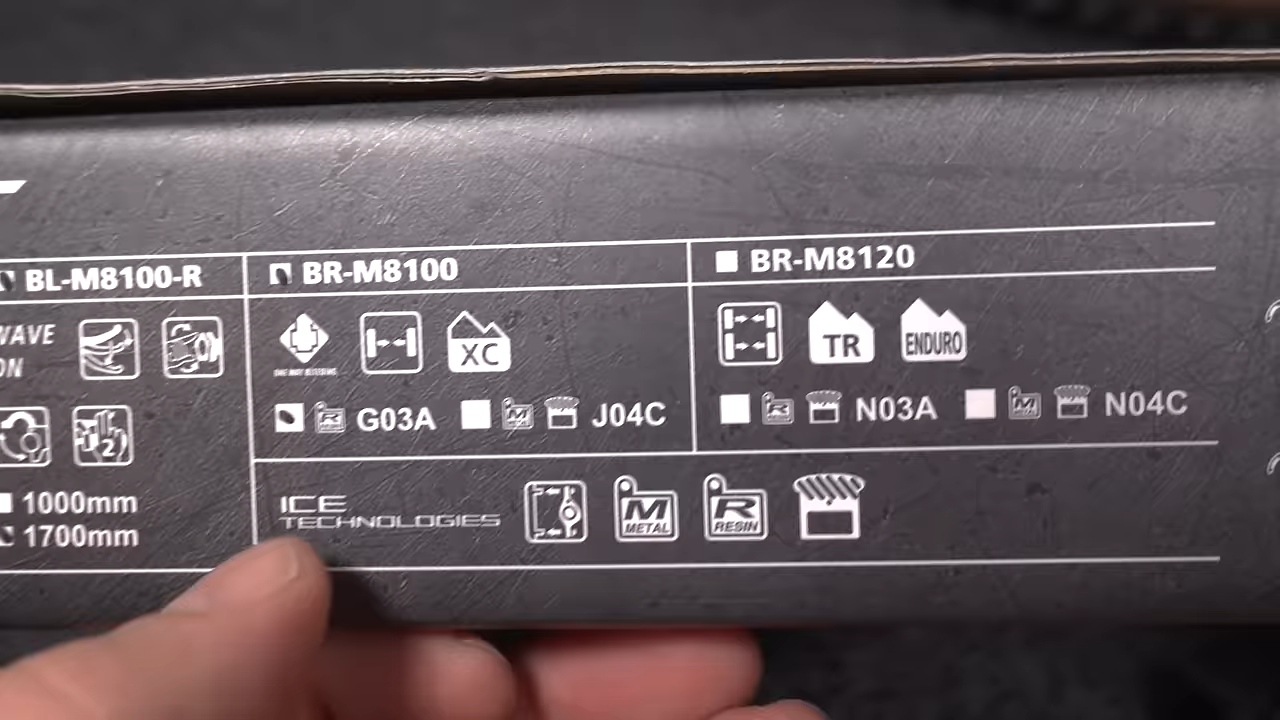 BL-M8100-R
BR-M8100
BR-M8120
WAVE
ON
XC
TR
ENDURO
R
G03A
M
J04C
R
N03A
M
N04C
2
1000mm
1700mm
ICE
TECHNOLOGIES
M
METAL
R
RESIN